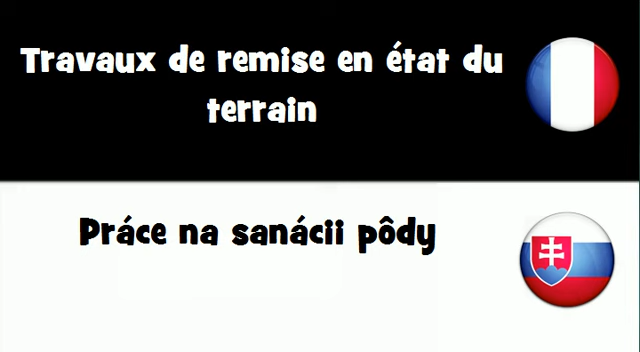 Travaux de remise en état du
terrain
Práce na sanácii pôdy